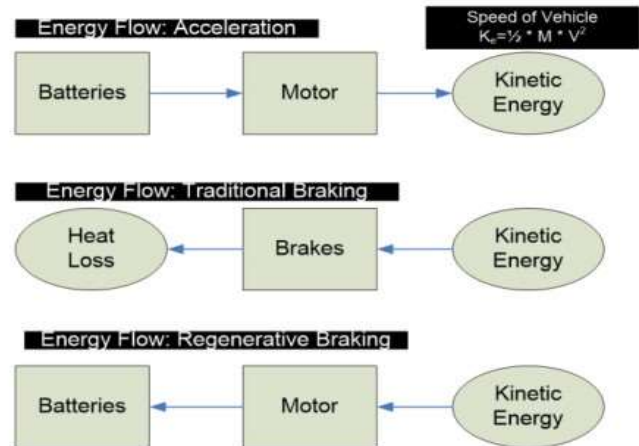 Energy Flow: Acceleration
Speed of Vehicle
Kₑ=½ * M * V²
Batteries
Motor
Kinetic
Energy
Energy Flow: Traditional Braking
Heat
Loss
Brakes
Kinetic
Energy
Energy Flow: Regenerative Braking
Batteries
Motor
Kinetic
Energy